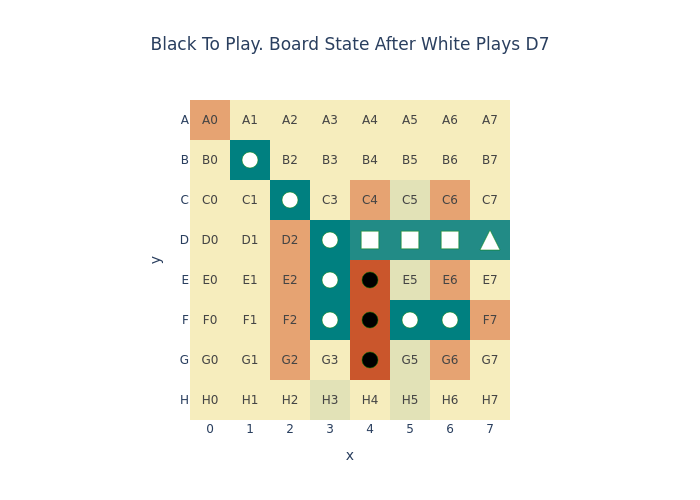 Black To Play. Board State After White Plays D7
A A0 A1 A2 A3 A4 A5 A6 A7
B B0 B2 B3 B4 B5 B6 B7
C C0 C1 C3 C4 C5 C6 C7
D D0 D1 D2
E E0 E1 E2 E5 E6 E7
F F0 F1 F2 F7
G G0 G1 G2 G3 G5 G6 G7
H H0 H1 H2 H3 H4 H5 H6 H7
0 1 2 3 4 5 6 7
x
y